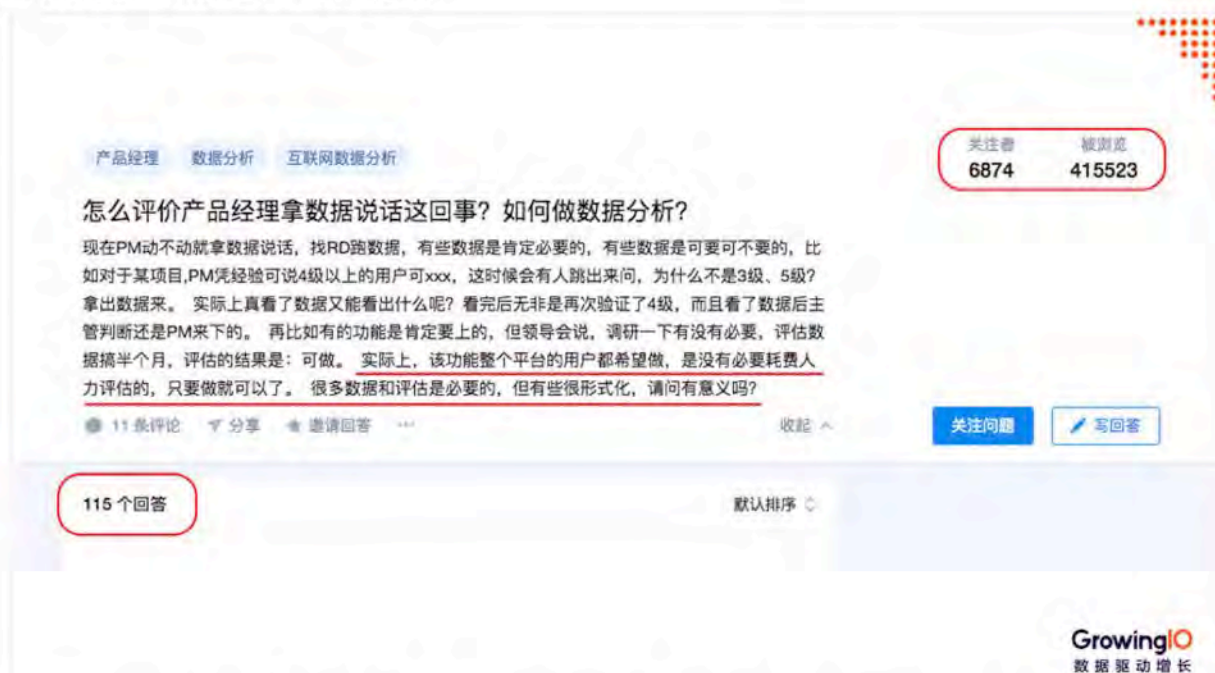 产品经理 数据分析 互联网数据分析
关注者 被浏览
6874 415523
怎么评价产品经理拿数据说话这回事？如何做数据分析？
现在PM动不动就拿数据说话，找RD跑数据，有些数据是肯定必要的，有些数据是可要可不要的，比
如对于某项目,PM凭经验可说4级以上的用户可xxx，这时候会有人跳出来问，为什么不是3级、5级？
拿出数据来。 实际上真看了数据又能看出什么呢？看完后无非是再次验证了4级，而且看了数据后主
管判断还是PM来下的。 再比如有的功能是肯定要上的，但领导会说，调研一下有没有必要，评估数
据搞半个月，评估的结果是：可做。 实际上，该功能整个平台的用户都希望做，是没有必要耗费人
力评估的，只要做就可以了。 很多数据和评估是必要的，但有些很形式化，请问有意义吗？
11 条评论 分享 邀请回答 ··· 收起
关注问题 写回答
115 个回答 默认排序
GrowingIO
数据驱动增长